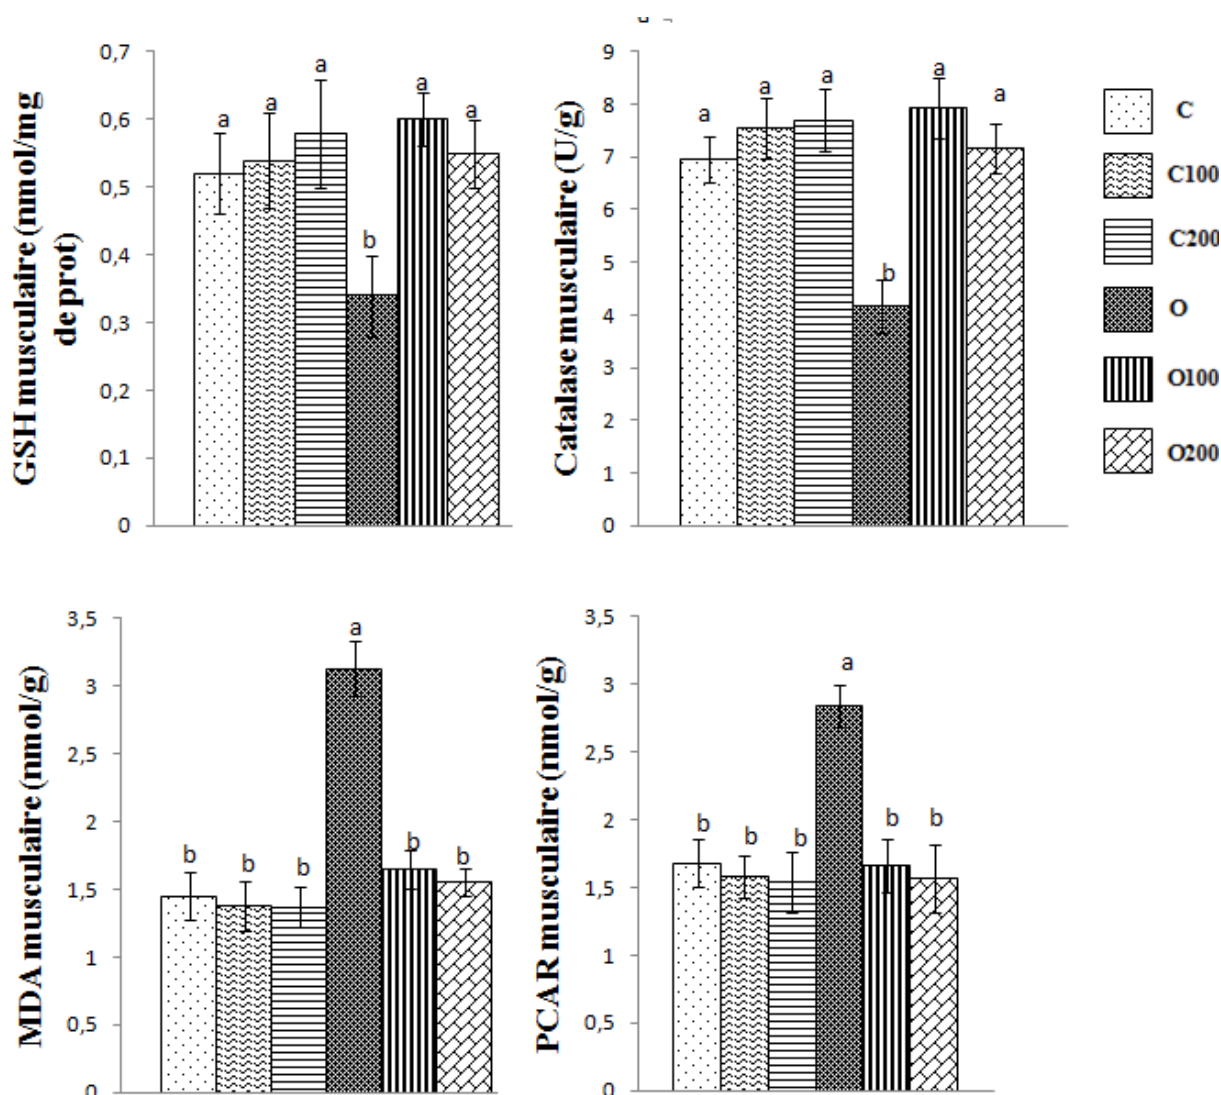 GSH musculaire (nmol/mg
de prot)
0,7
0,6
0,5
0,4
0,3
0,2
0,1
0
a
a
a
b
a
a
Catalase musculaire (U/g)
9
8
7
6
5
4
3
2
1
0
a
a
a
b
a
a
C
C100
C200
O
O100
O200
MDA musculaire (nmol/g)
3,5
3
2,5
2
1,5
1
0,5
0
b
b
b
a
b
b
PCAR musculaire (nmol/g)
3,5
3
2,5
2
1,5
1
0,5
0
b
b
b
a
b
b